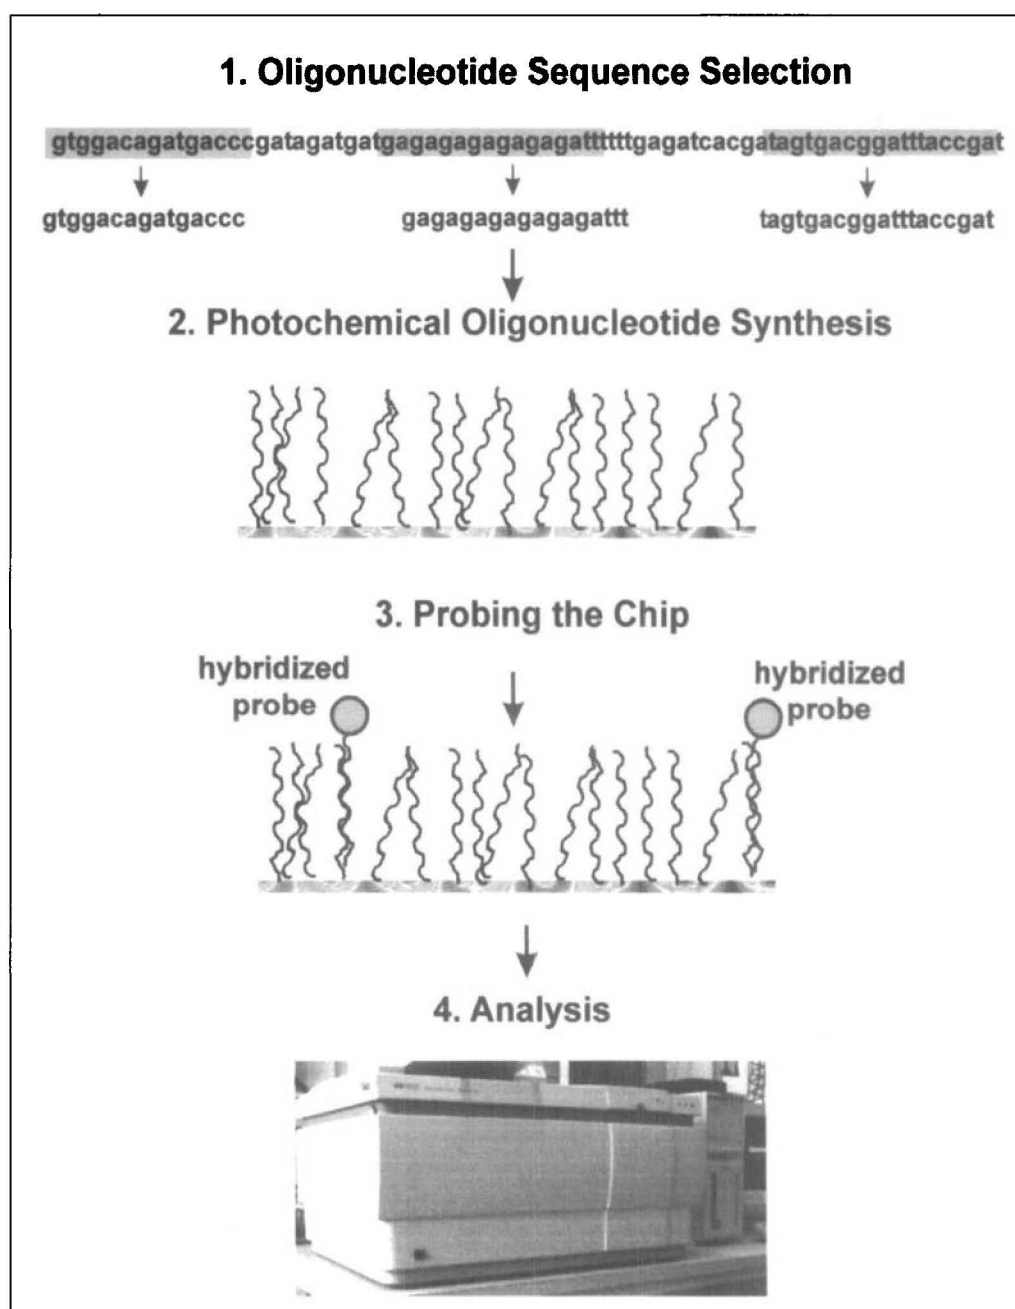 1. Oligonucleotide Sequence Selection
gtggacagatgacccgatagatgatgagagagagagagatttttttgagatcacgatagtgacggatttaccgat
gtggacagatgaccc gagagagagagagattt tagtgacggatttaccgat
2. Photochemical Oligonucleotide Synthesis
3. Probing the Chip
hybridized
probe
hybridized
probe
4. Analysis